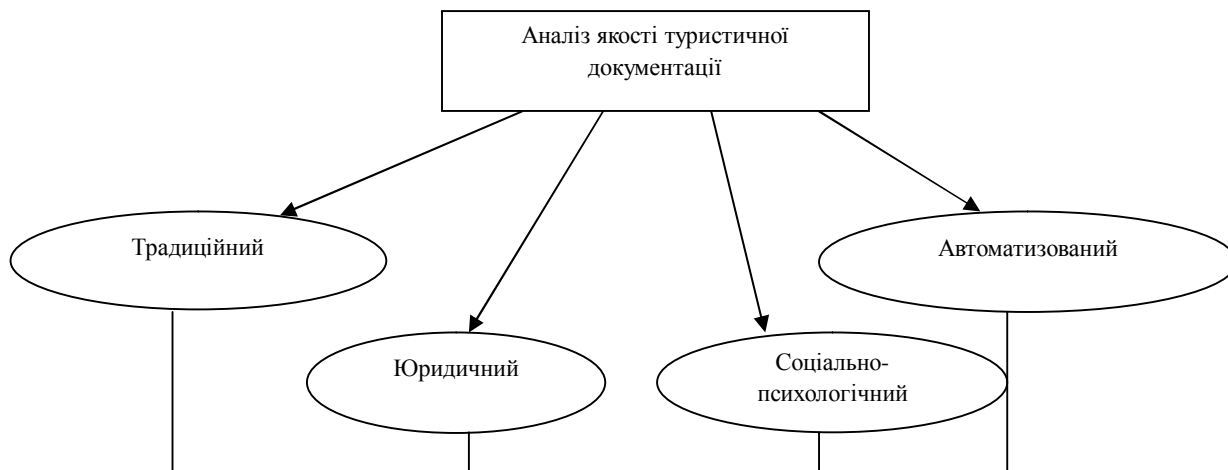 Аналіз якості туристичної
документації
Традиційний
Автоматизований
Юридичний
Соціально-
психологічний